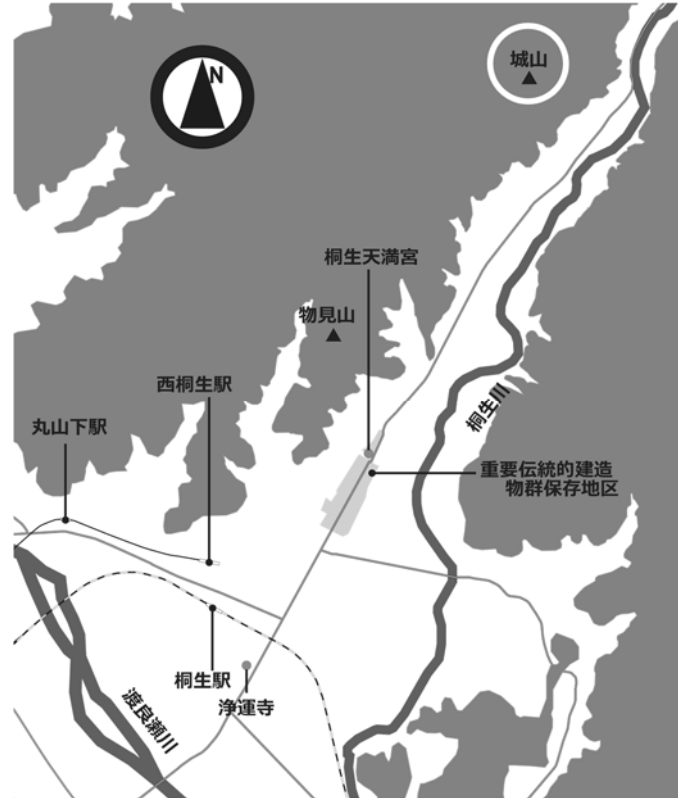 N
城山
桐生天満宮
物見山
西桐生駅
丸山下駅
桐生川
重要伝統的建造
物群保存地区
桐生駅
浄運寺
渡良瀬川